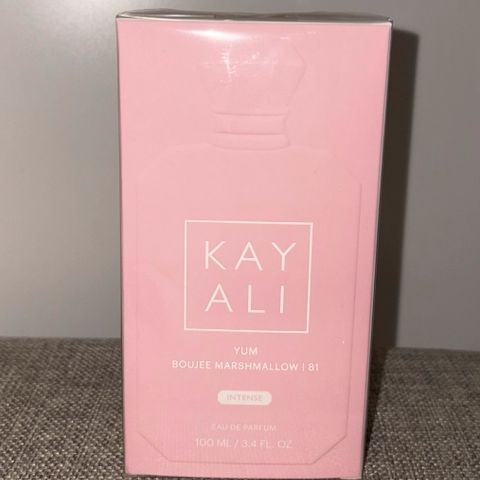 KAY
ALI
YUM
BOUJEE MARSHMALLOW | 81
INTENSE
EAU DE PARFUM
100 ML / 3.4 FL. OZ